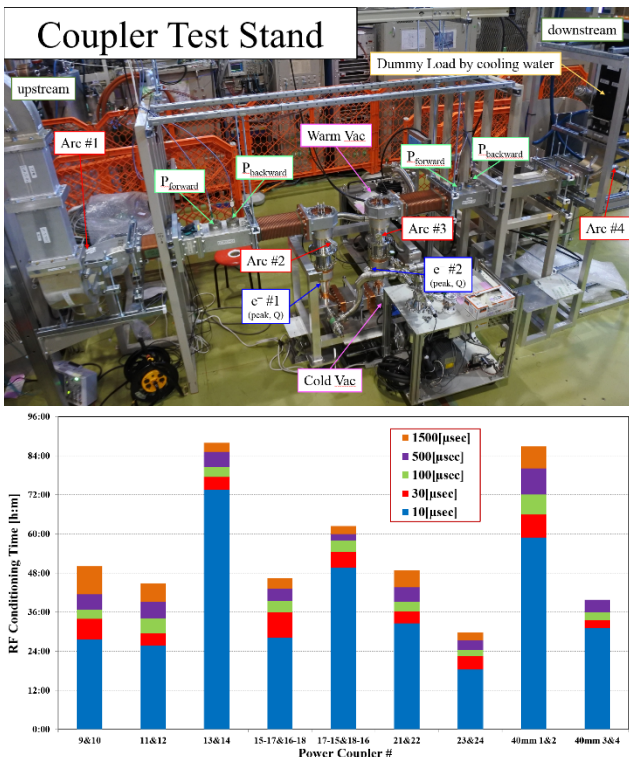 Coupler Test Stand
downstream
Dummy Load by cooling water
upstream
Arc #1
Warm Vac
Pforward
Pbackward
Pforward
Pbackward
Arc #2
Arc #3
Arc #4
e⁻ #1
(peak, Q)
e #2
(peak, Q)
Cold Vac
96:00
84:00
72:00
60:00
48:00
36:00
24:00
12:00
0:00
RF Conditioning Time [h:m]
1500[μsec]
500[μsec]
100[μsec]
30[μsec]
10[μsec]
9&10 11&12 13&14 15-17&16-18 17-15&18-16 21&22 23&24 40mm 1&2 40mm 3&4
Power Coupler #